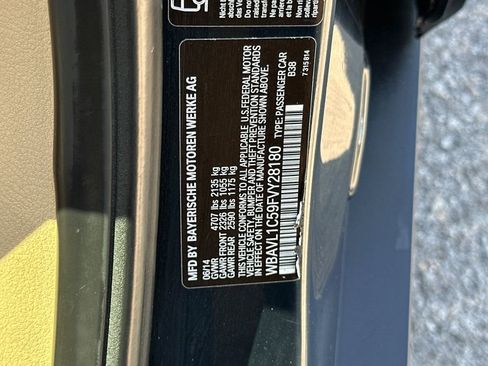 MFD BY BAYERISCHE MOTOREN WERKE AG
06/14
GVWR 4707 lbs 2135 kg
GAWR FRONT 2326 lbs 1055 kg
GAWR REAR 2590 lbs 1175 kg
THIS VEHICLE CONFORMS TO ALL APPLICABLE U.S. FEDERAL MOTOR
VEHICLE SAFETY, BUMPER AND THEFT PREVENTION STANDARDS
IN EFFECT ON THE DATE OF MANUFACTURE SHOWN ABOVE.
WBAVL1C59FVY28180 TYPE: PASSENGER CAR
B38
7 315 814